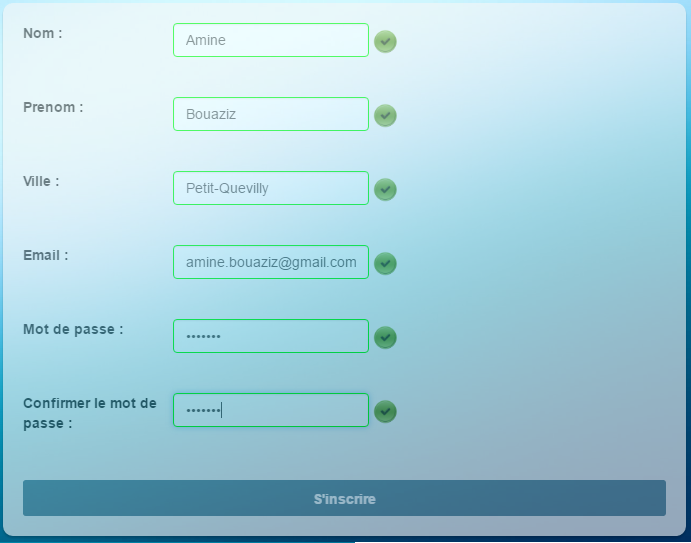 Nom :
Amine
Prenom :
Bouaziz
Ville :
Petit-Quevilly
Email :
amine.bouaziz@gmail.com
Mot de passe :
•••••••
Confirmer le mot de
passe :
•••••••
S'inscrire